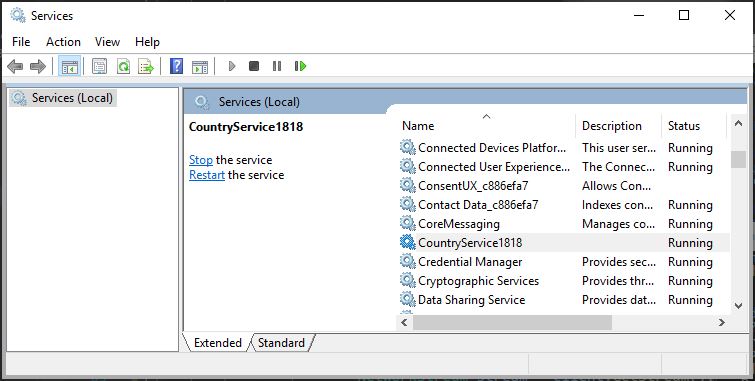 Services
File Action View Help
Services (Local)
Services (Local)
CountryService1818
Stop the service
Restart the service
Name Description Status
Connected Devices Platfor... This user ser... Running
Connected User Experience... The Connec... Running
ConsentUX_c886efa7 Allows Con...
Contact Data_c886efa7 Indexes con... Running
CoreMessaging Manages co... Running
CountryService1818 Running
Credential Manager Provides sec... Running
Cryptographic Services Provides thr... Running
Data Sharing Service Provides dat... Running
Extended Standard